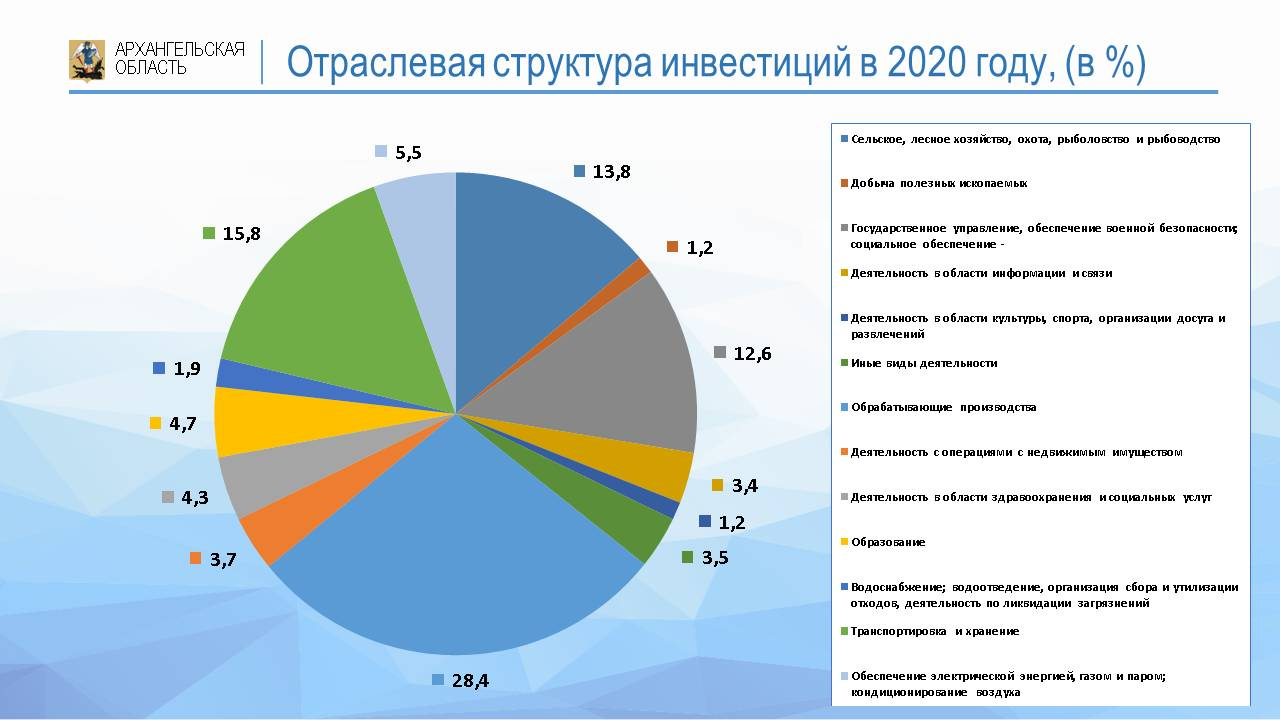 АРХАНГЕЛЬСКАЯ
ОБЛАСТЬ
Отраслевая структура инвестиций в 2020 году, (в %)
5,5
13,8
15,8
1,2
12,6
1,9
4,7
3,4
4,3
1,2
3,7
3,5
28,4
Сельское, лесное хозяйство, охота, рыболовство и рыбоводство
Добыча полезных ископаемых
Государственное управление, обеспечение военной безопасности;
социальное обеспечение -
Деятельность в области информации и связи
Деятельность в области культуры, спорта, организации досуга и
развлечений
Иные виды деятельности
Обрабатывающие производства
Деятельность с операциями с недвижимым имуществом
Деятельность в области здравоохранения и социальных услуг
Образование
Водоснабжение; водоотведение, организация сбора и утилизации
отходов, деятельность по ликвидации загрязнений
Транспортировка и хранение
Обеспечение электрической энергией, газом и паром;
кондиционирование воздуха